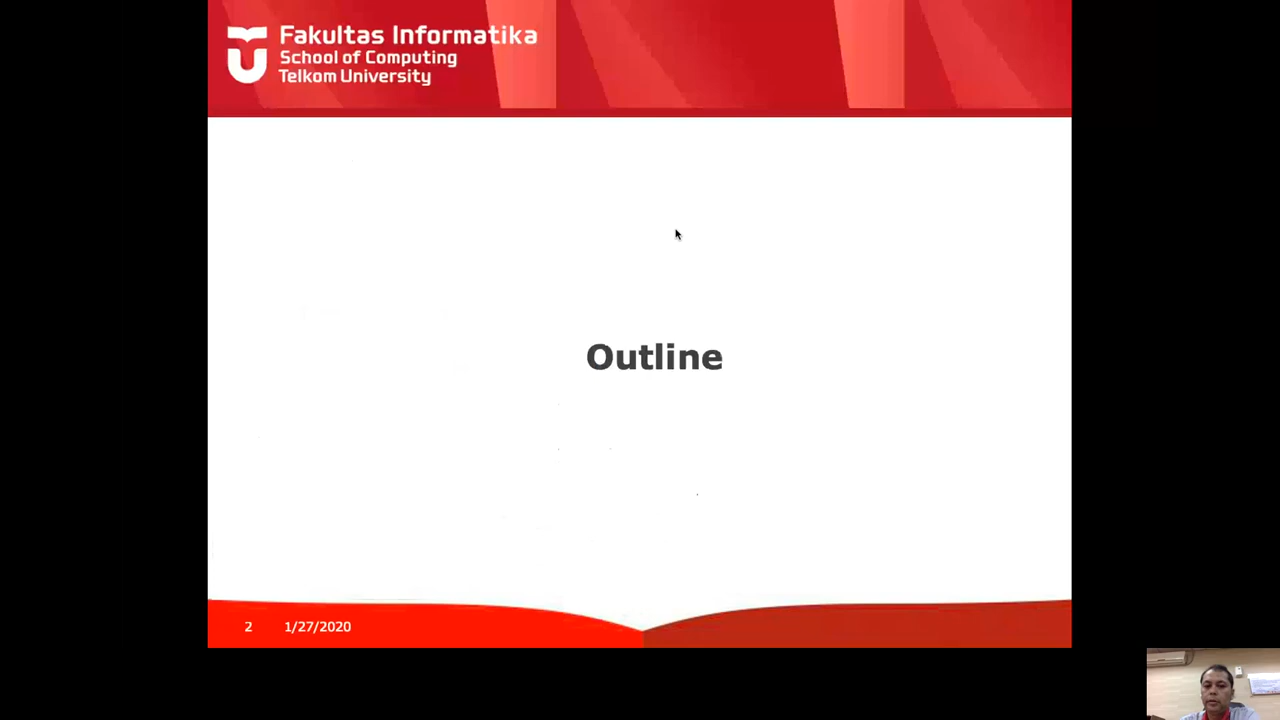 Fakultas Informatika
School of Computing
Telkom University
Outline
2 1/27/2020